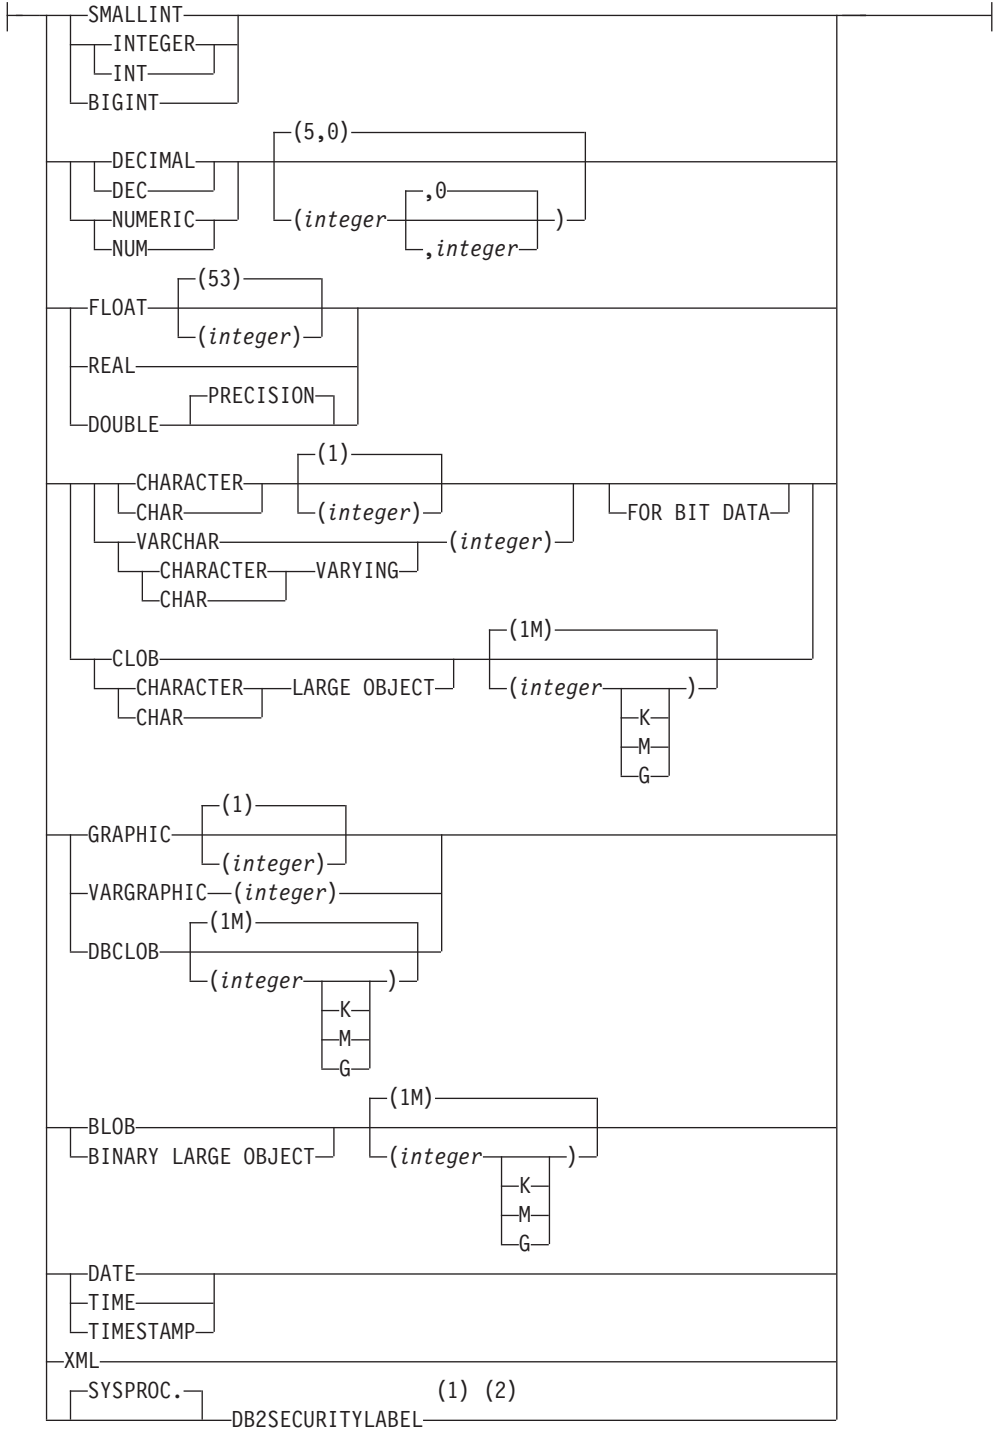 SMALLINT
INTEGER
INT
BIGINT
(5,0)
DECIMAL
DEC
,0
NUMERIC
(integer
)
NUM
,integer
(53)
FLOAT
(integer)
REAL
PRECISION
DOUBLE
(1)
CHARACTER
CHAR
(integer)
FOR BIT DATA
VARCHAR
(integer)
CHARACTER
VARYING
CHAR
(1M)
CLOB
CHARACTER
LARGE OBJECT
(integer
)
CHAR
K
M
G
(1)
GRAPHIC
(integer)
VARGRAPHIC
(integer)
(1M)
DBCLOB
(integer
)
K
M
G
(1M)
BLOB
BINARY LARGE OBJECT
(integer
)
K
M
G
DATE
TIME
TIMESTAMP
XML
SYSPROC.
(1) (2)
DB2SECURITYLABEL